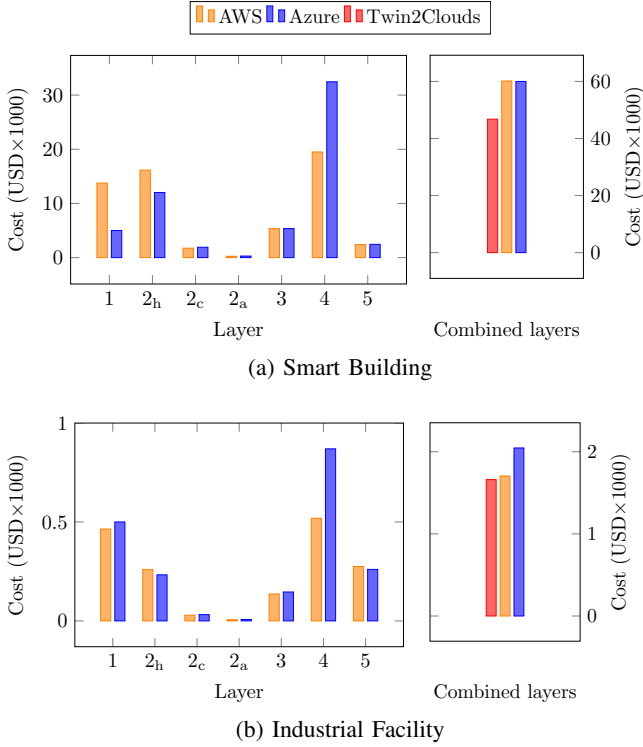 AWS Azure Twin2Clouds
30
20
10
0
Cost (USD×1000)
1 2h 2c 2a 3 4 5
Layer
60
40
20
0
Cost (USD×1000)
Combined layers
(a) Smart Building
1
0.5
0
Cost (USD×1000)
1 2h 2c 2a 3 4 5
Layer
2
1
0
Cost (USD×1000)
Combined layers
(b) Industrial Facility